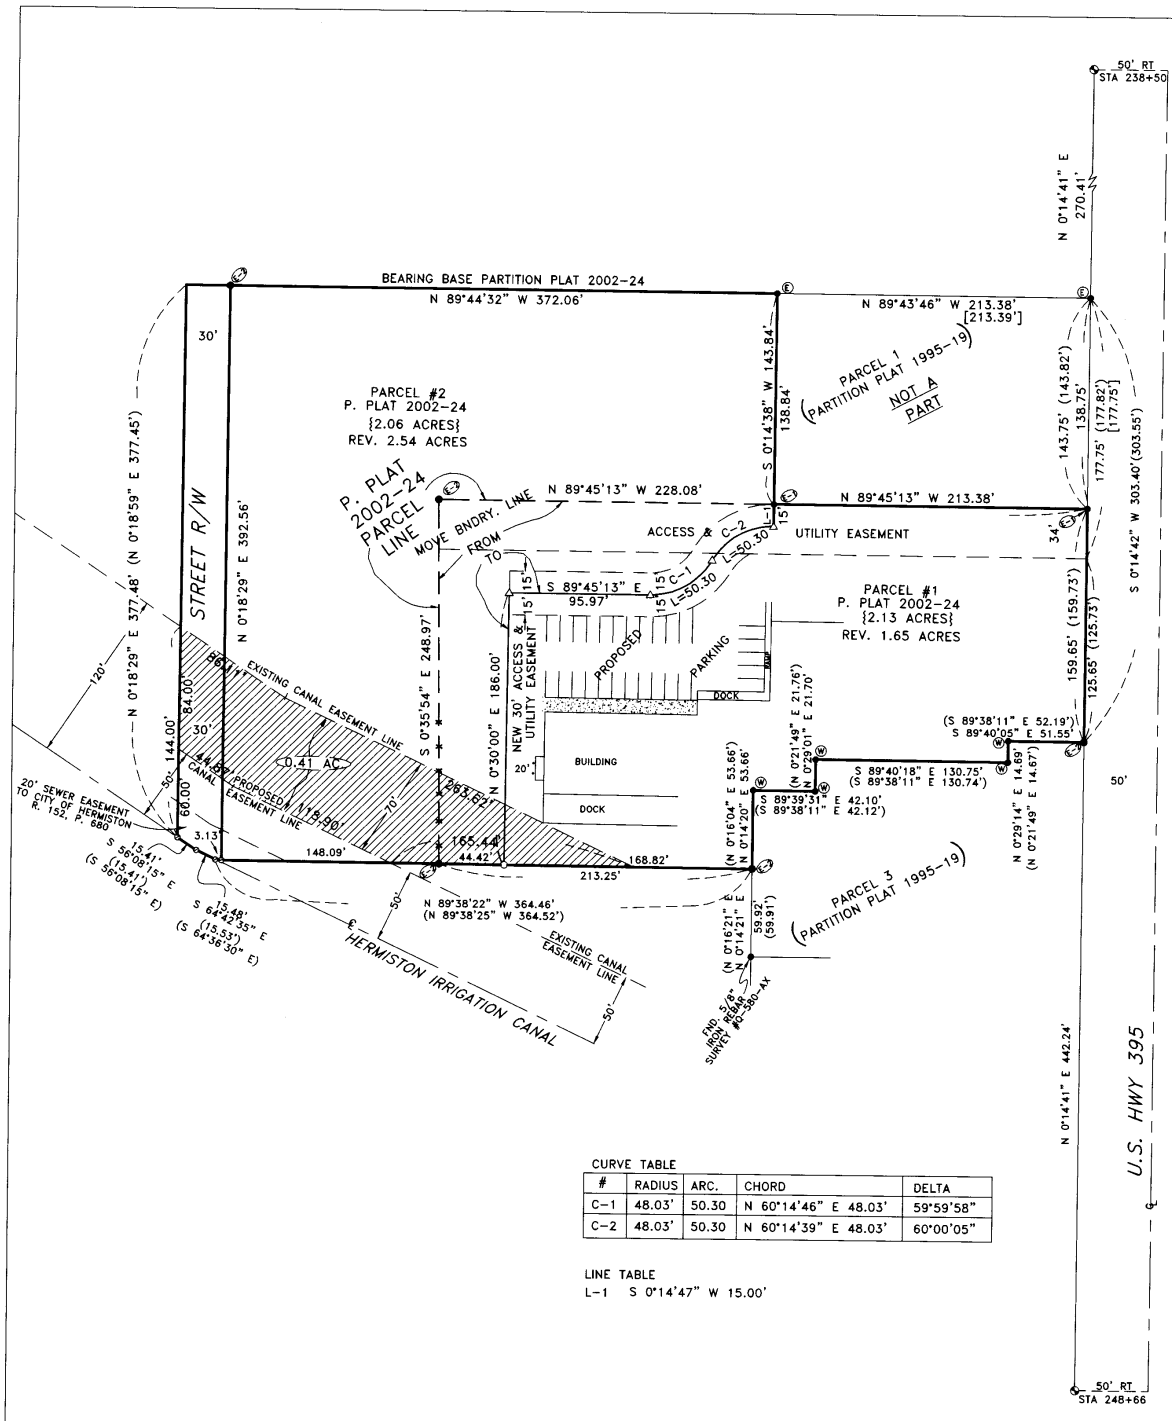 50' RT
STA 238+50
N 0°14'41" E
270.41'
S 0°14'42" W 303.40'(303.55')
BEARING BASE PARTITION PLAT 2002-24
N 89°44'32" W 372.06'
N 89°43'46" W 213.38'
[213.39']
E-2
E
E
30'
PARCEL #2
P. PLAT 2002-24
{2.06 ACRES}
REV. 2.54 ACRES
S 0°14'38" W 143.84'
138.84'
PARCEL 1
(PARTITION PLAT 1995-19)
NOT A
PART
143.75' (143.82')
138.75'
177.75' (177.82')
[177.75']
N 0°18'29" E 377.48' (N 0°18'59" E 377.45')
STREET R/W
N 0°18'29" E 392.56'
P. PLAT
2002-24
PARCEL
LINE
E-2
N 89°45'13" W 228.08'
MOVE BNDRY. LINE
FROM
TO
E-1
N 89°45'13" W 213.38'
L-1
15'
ACCESS & UTILITY EASEMENT
C-2
L=50.30
C-1
L=50.30
34'
E-1
15'
15'
S 89°45'13" E
95.97'
15'
15'
PARCEL #1
P. PLAT 2002-24
{2.13 ACRES}
REV. 1.65 ACRES
159.65' (159.73')
125.65' (125.73')
S 0°35'54" E 248.97'
N 0°30'00" E 186.00'
NEW 30' ACCESS &
UTILITY EASEMENT
PROPOSED
PARKING
RAMP
DOCK
BUILDING
20'
DOCK
120'
EXISTING CANAL EASEMENT LINE
144.00'
84.00'
30'
0.41 AC
44.57'
PROPOSED
CANAL EASEMENT LINE
118.90'
70'
263.62'
50'
60.00'
20' SEWER EASEMENT
TO CITY OF HERMISTON
R. 152, P. 680
3.13'
15.41'
S 56°08'15" E
(15.41')
(S 56°08'15" E)
15.48'
S 64°42'35" E
(15.53')
(S 64°36'30" E)
148.09'
165.44'
44.42'
168.82'
213.25'
E-2
E-2
N 89°38'22" W 364.46'
(N 89°38'25" W 364.52')
50'
HERMISTON IRRIGATION CANAL
EXISTING CANAL
EASEMENT LINE
50'
(N 0°16'04" E 53.66')
N 0°14'20" E 53.66'
(N 0°21'49" E 21.76')
N 0°29'01" E 21.70'
W
W
W
W
W
W
S 89°39'31" E 42.10'
(S 89°38'11" E 42.12')
S 89°40'18" E 130.75'
(S 89°38'11" E 130.74')
(S 89°38'11" E 52.19')
S 89°40'05" E 51.55'
E-2
N 0°29'14" E 14.69'
(N 0°21'49" E 14.67')
50'
PARCEL 3
(PARTITION PLAT 1995-19)
(N 0°16'21" E
N 0°14'21" E
59.92'
(59.91')
FND. 5/8"
IRON REBAR
SURVEY #Q-580-AX
N 0°14'41" E 442.24'
U.S. HWY 395
CURVE TABLE
# RADIUS ARC. CHORD DELTA
C-1 48.03' 50.30 N 60°14'46" E 48.03' 59°59'58"
C-2 48.03' 50.30 N 60°14'39" E 48.03' 60°00'05"
LINE TABLE
L-1 S 0°14'47" W 15.00'
50' RT
STA 248+66